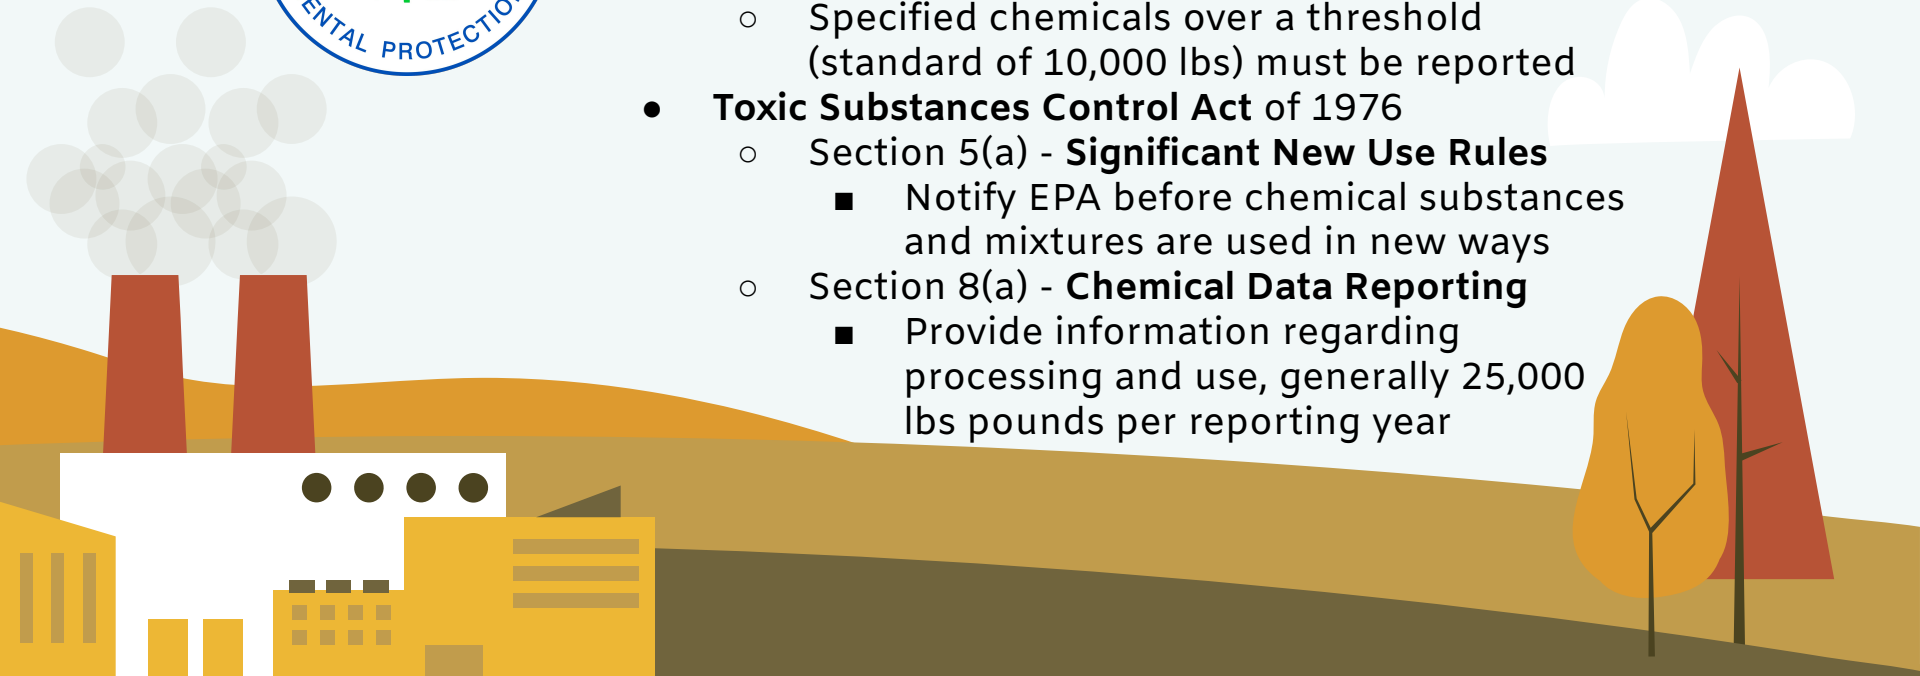 ENTAL PROTECTION
○ Specified chemicals over a threshold
(standard of 10,000 lbs) must be reported
● Toxic Substances Control Act of 1976
○ Section 5(a) - Significant New Use Rules
■ Notify EPA before chemical substances
and mixtures are used in new ways
○ Section 8(a) - Chemical Data Reporting
■ Provide information regarding
processing and use, generally 25,000
lbs pounds per reporting year